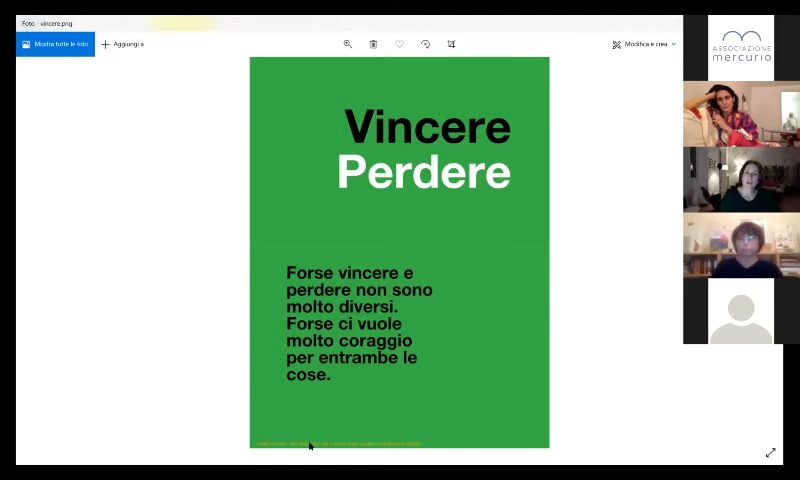 Foto - vincere.png
Mostra tutte le foto
Aggiungi a
Modifica e crea
ASSOCIAZIONE
mercurio
Vincere
Perdere
Forse vincere e
perdere non sono
molto diversi.
Forse ci vuole
molto coraggio
per entrambe le
cose.